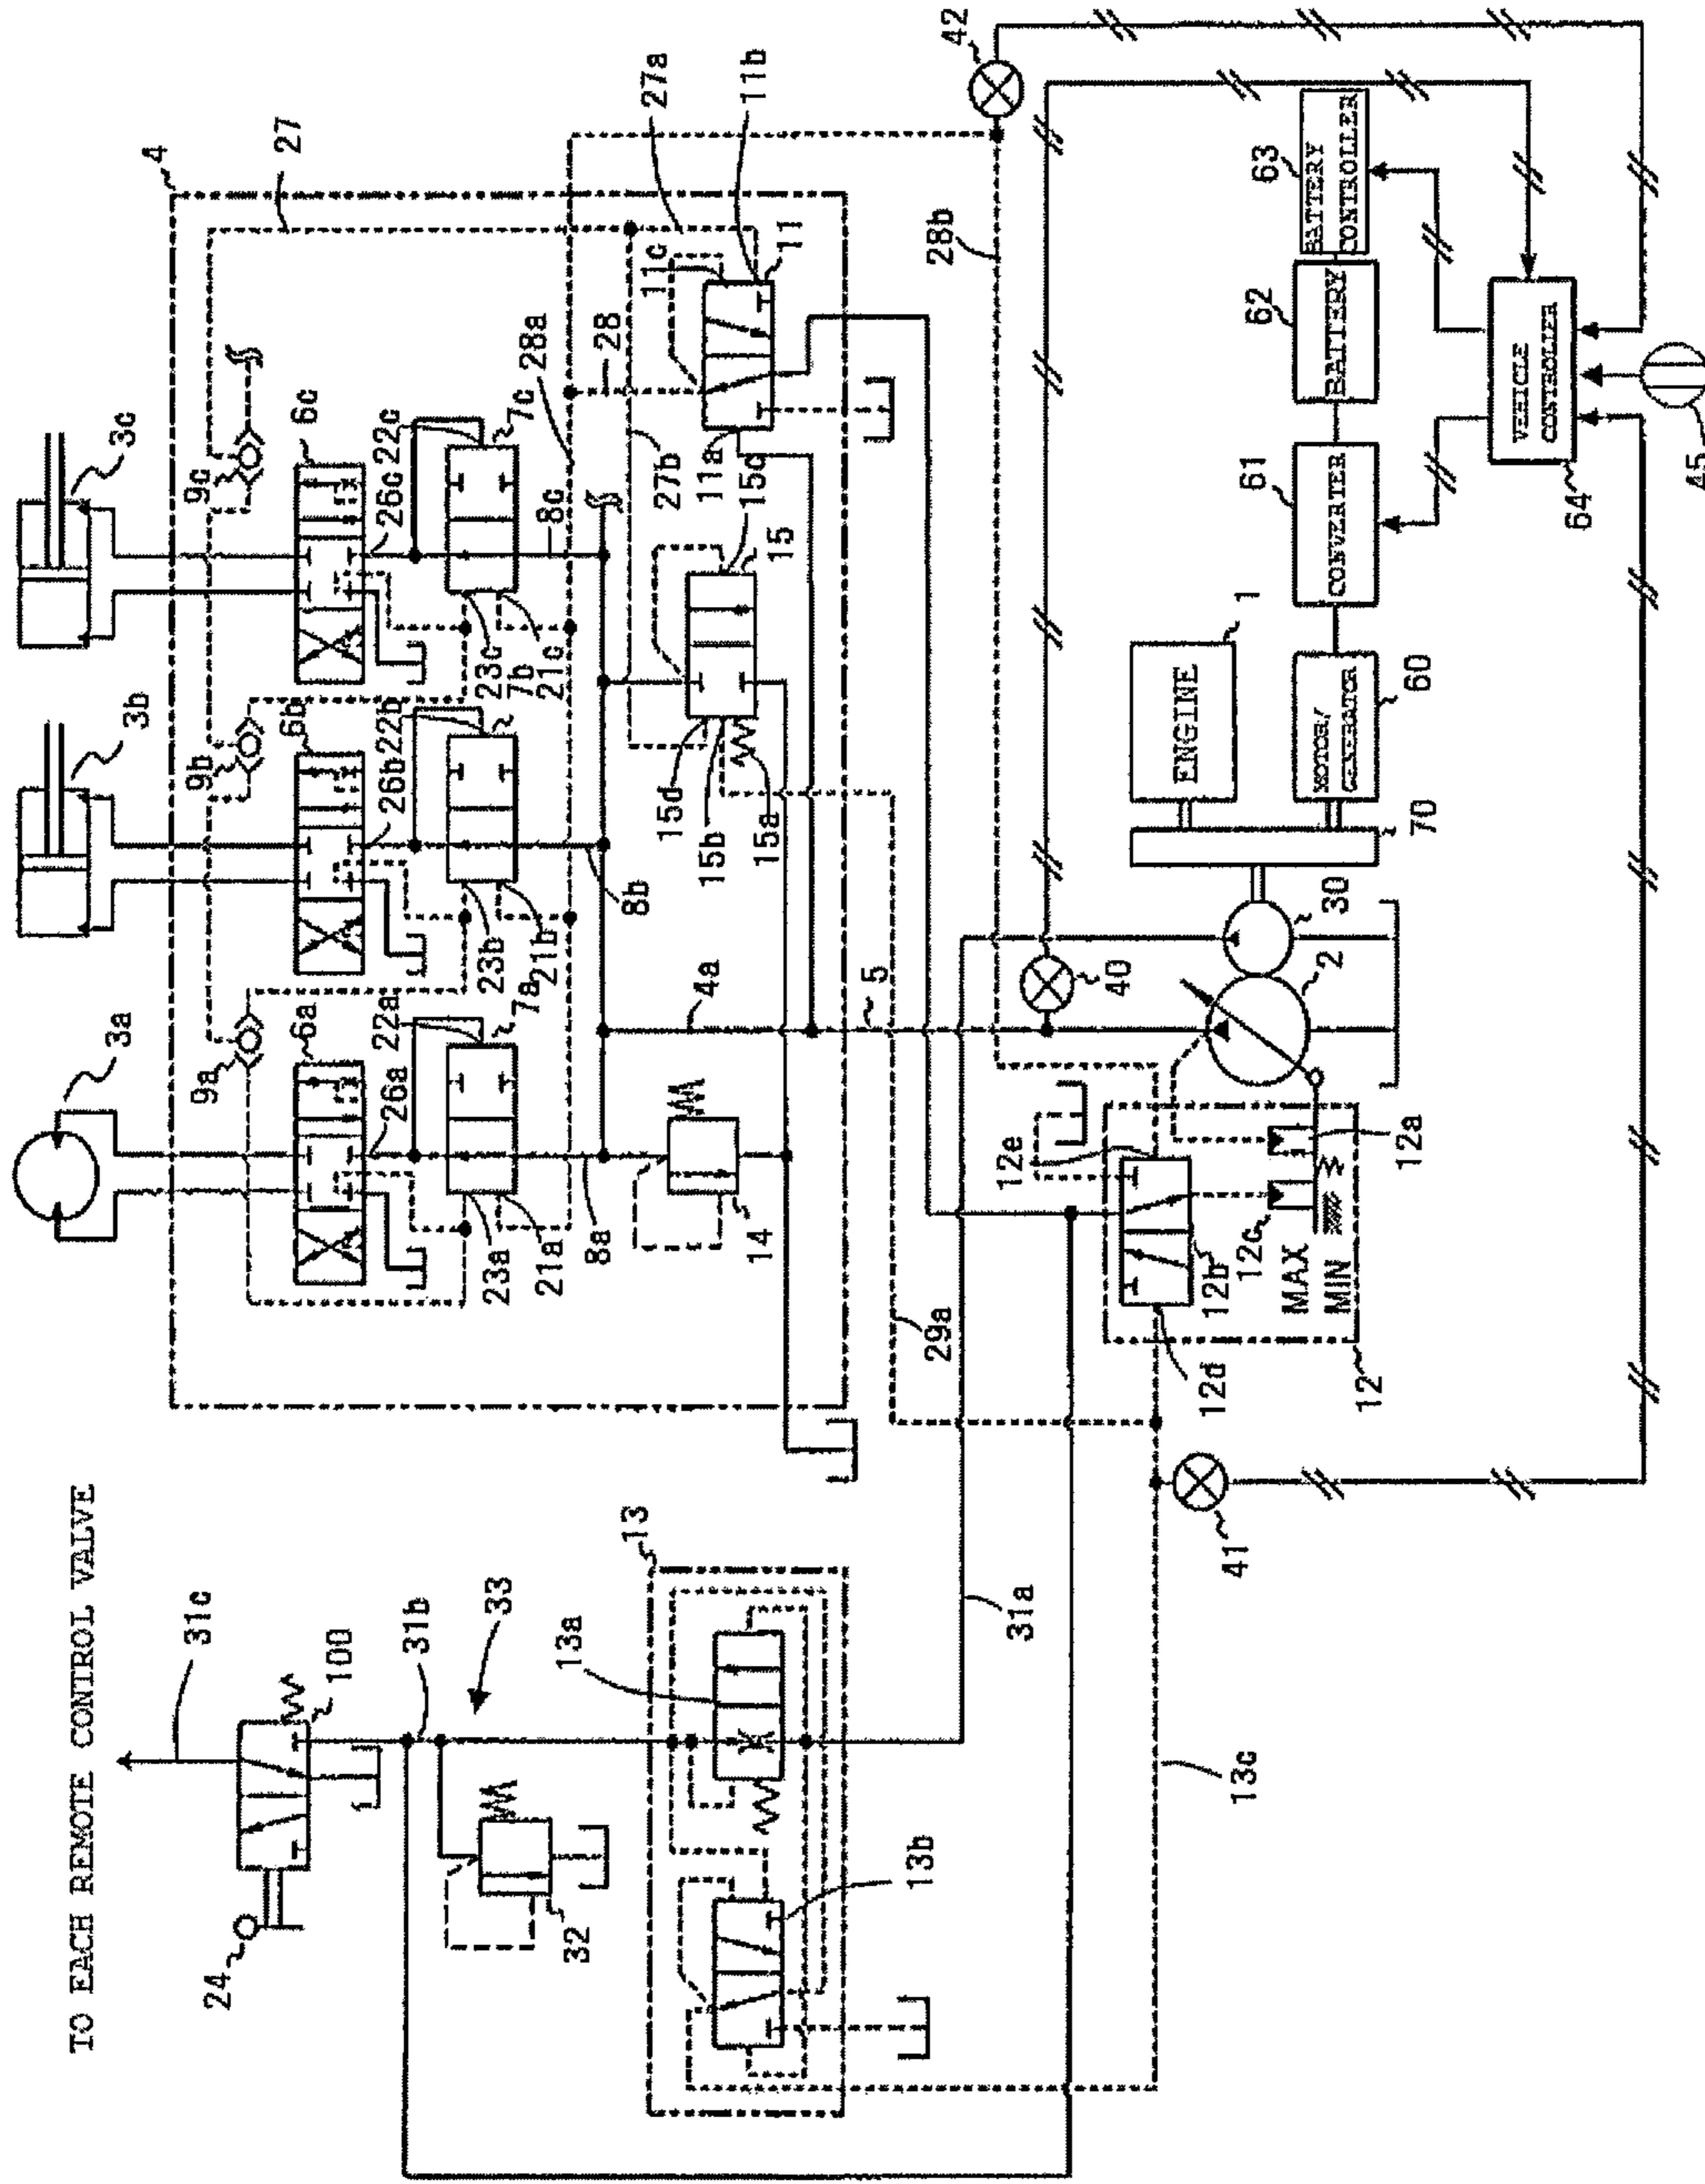 TO EACH REMOTE CONTROL VALVE
31c
100
24
31b
33
32
13
13a
13b
31a
13c
3a
3b
3c
4
27
9a
9b
9c
6a
6b
6c
26a
26b
26c
22a
22b
22c
7a
7b
7c
23a
23b
23c
21a
21b
21c
8a
8b
8c
28a
28
27a
27b
11
11a
11b
11c
15
15a
15b
15c
15d
14
4a
5
29a
28b
42
40
41
2
30
70
12
12a
12b
12c
12d
12e
MAX
MIN
1
ENGINE
60
MOTOR/
GENERATOR
61
CONVERTER
62
BATTERY
63
BATTERY
CONTROLLER
64
VEHICLE
CONTROLLER
45